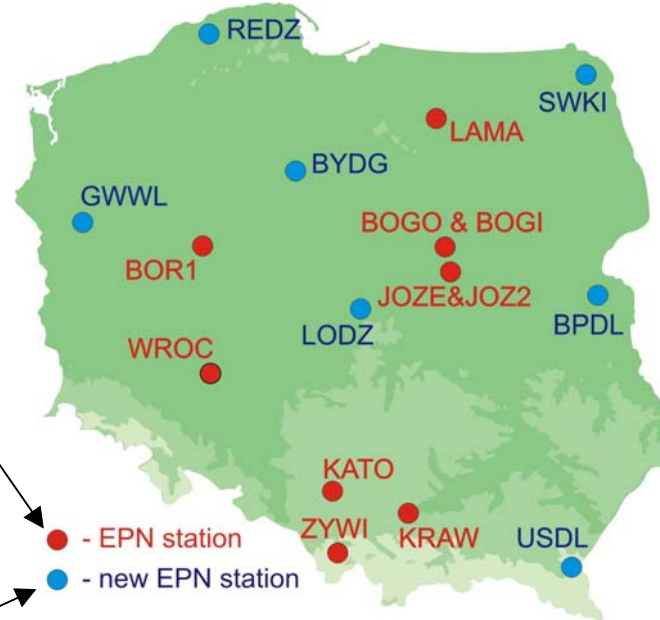 REDZ
SWKI
LAMA
BYDG
GWWL
BOGO & BOGI
BOR1
JOZE&JOZ2
BPDL
LODZ
WROC
KATO
ZYWI
KRAW
USDL
- EPN station
- new EPN station